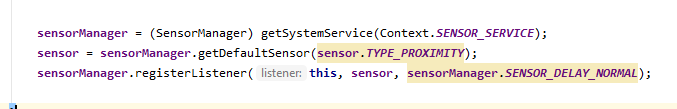 sensorManager = (SensorManager) getSystemService(Context.SENSOR_SERVICE);
sensor = sensorManager.getDefaultSensor(sensor.TYPE_PROXIMITY);
sensorManager.registerListener( listener: this, sensor, sensorManager.SENSOR_DELAY_NORMAL);